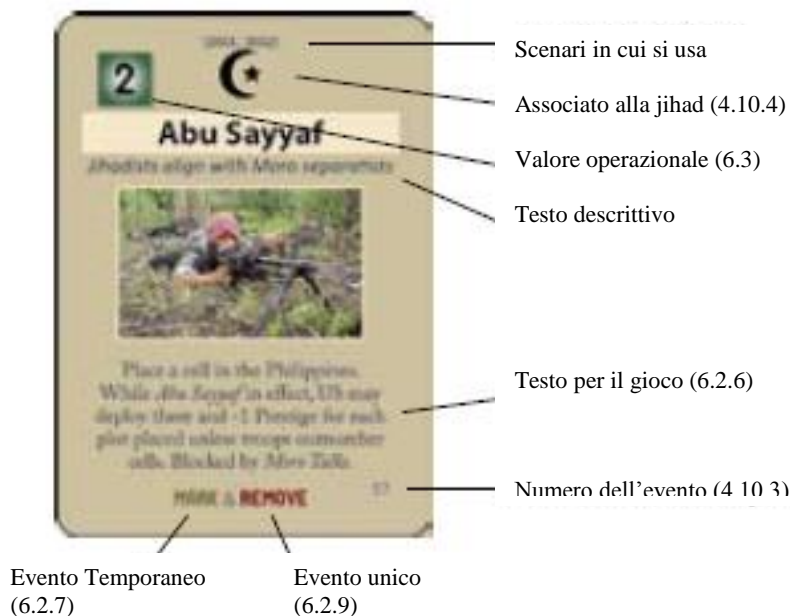 Scenari in cui si usa
2
Associato alla jihad (4.10.4)
Abu Sayyaf
Valore operazionale (6.3)
Jihadists align with Moro separatists
Testo descrittivo
Place a cell in the Philippines.
While Abu Sayyaf in effect, US may
deploy there and -1 Prestige for each
plot placed unless troops outnumber
cells. Blocked by Moro Talks.
Testo per il gioco (6.2.6)
MARK & REMOVE
57
Numero dell'evento (4.10.3)
Evento Temporaneo
(6.2.7)
Evento unico
(6.2.9)